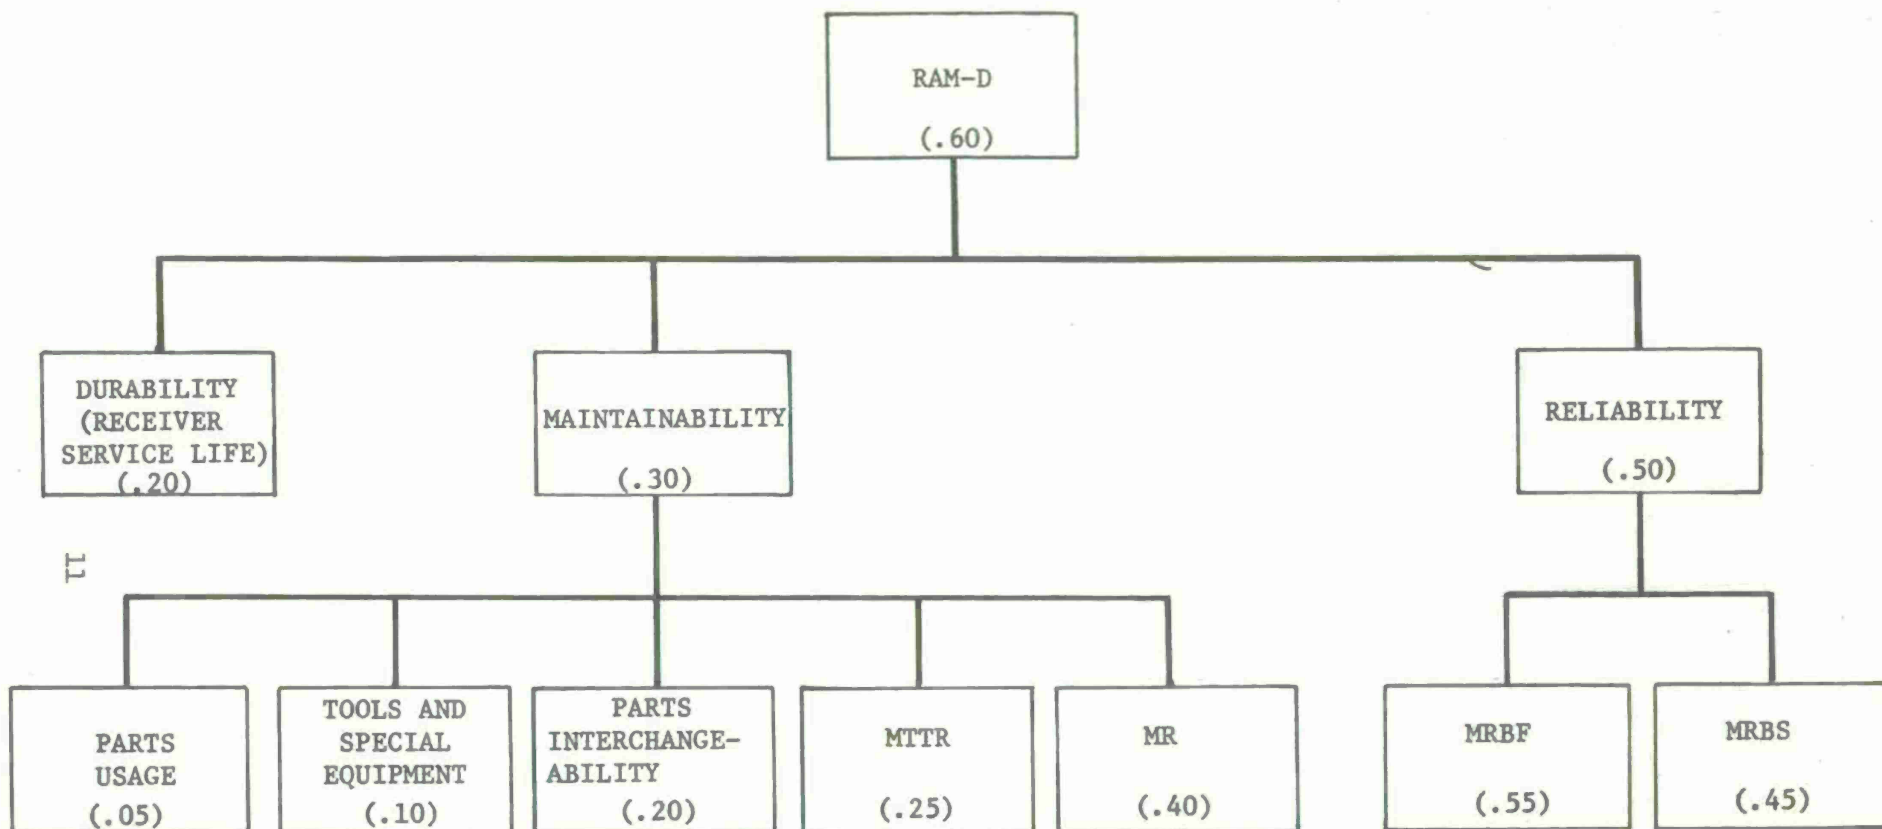 RAM-D
(.60)
DURABILITY
(RECEIVER
SERVICE LIFE)
(.20)
MAINTAINABILITY
(.30)
RELIABILITY
(.50)
11
PARTS
USAGE
(.05)
TOOLS AND
SPECIAL
EQUIPMENT
(.10)
PARTS
INTERCHANGE-
ABILITY
(.20)
MTTR
(.25)
MR
(.40)
MRBF
(.55)
MRBS
(.45)